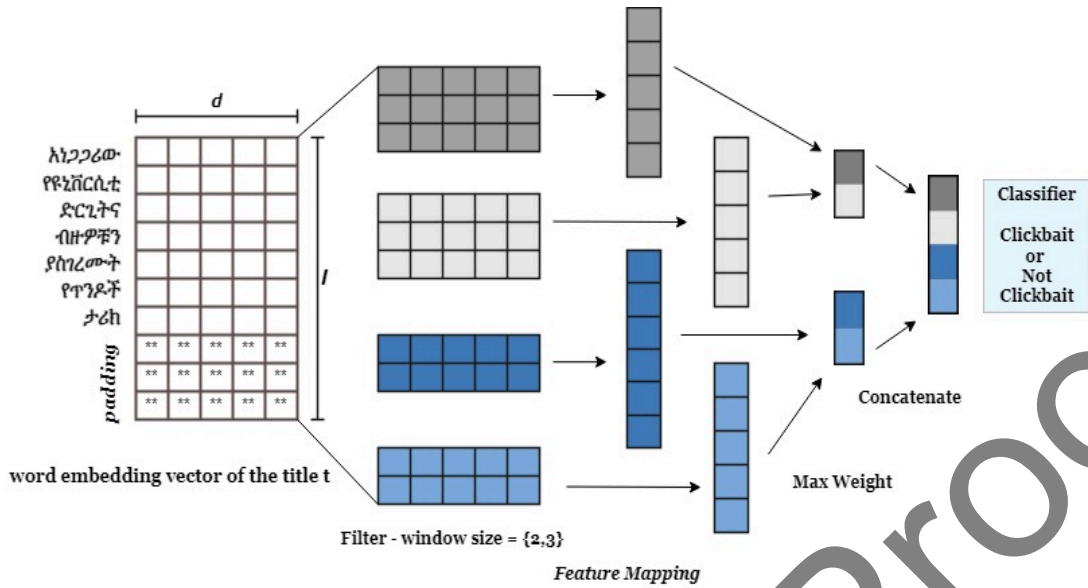 d
አነጋጋሪው
የዩኒቨርሲቲ
ድርጊትና
ብዙዎቹን
ያስገረሙት
የጥንዶች
ታሪክ
l
padding
** ** ** ** **
** ** ** ** **
** ** ** ** **
word embedding vector of the title t
Filter - window size = {2,3}
Feature Mapping
Max Weight
Concatenate
Classifier
Clickbait
or
Not
Clickbait
Proo